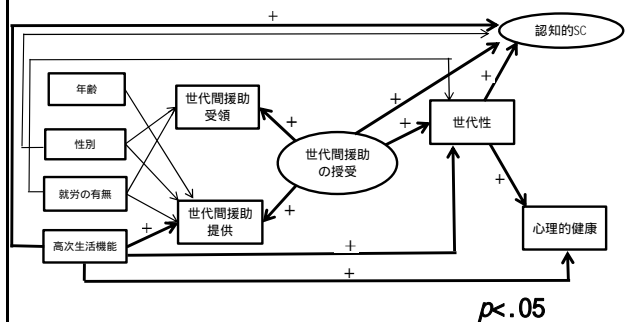 +
認知的SC
年齢
世代間援助
受領
+
+
+
世代性
+
性別
+
世代間援助
の授受
就労の有無
+
世代間援助
提供
+
+
心理的健康
高次生活機能
+
+
p<.05